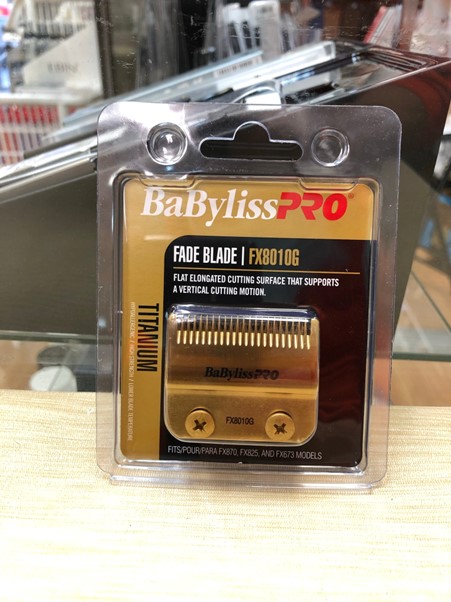 BaBylissPRO
FADE BLADE | FX8010G
FLAT ELONGATED CUTTING SURFACE THAT SUPPORTS
A VERTICAL CUTTING MOTION.
TITANIUM
BaBylissPRO
FX8010G
FITS/POUR/PARA FX870, FX825, AND FX673 MODELS